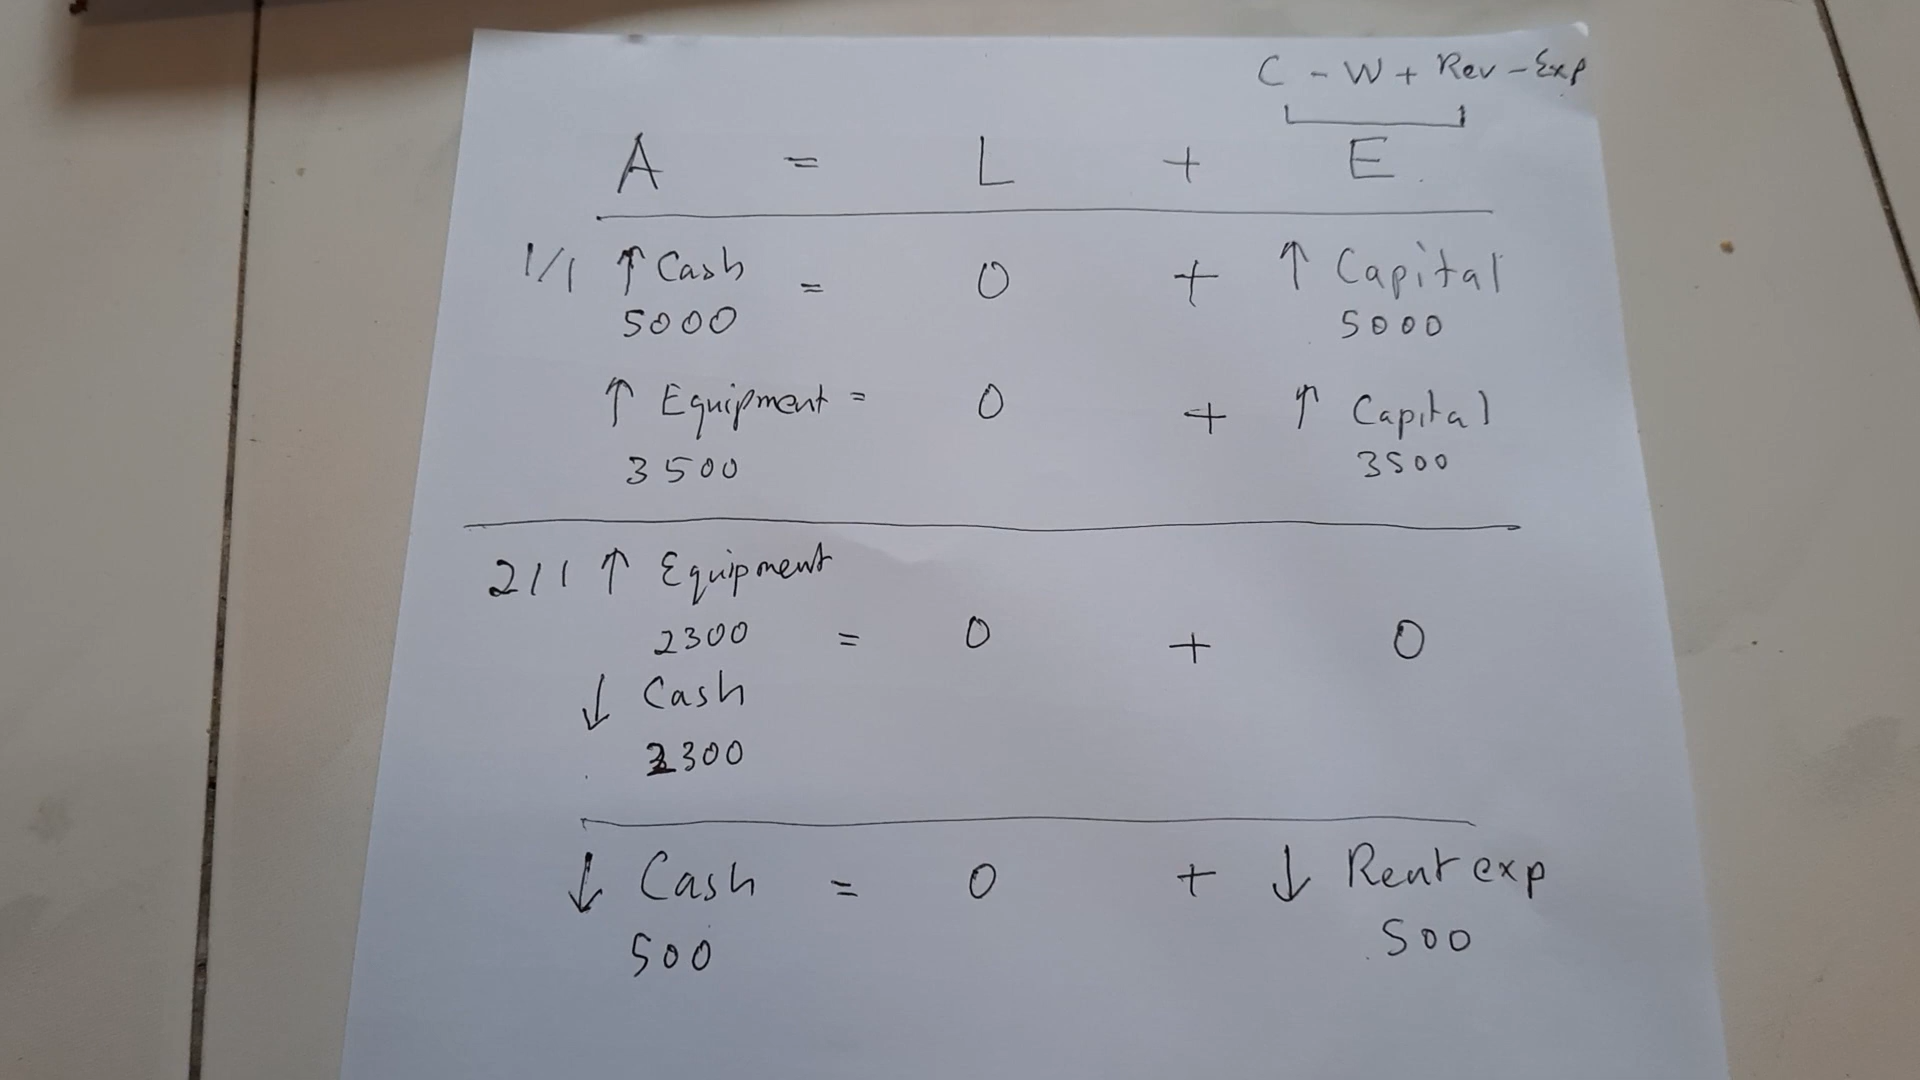 C - W + Rev - Exp
A = L + E
1/1 ↑ Cash = 0 + ↑ Capital
5000 5000
↑ Equipment = 0 + ↑ Capital
3500 3500
2/1 ↑ Equipment
2300 = 0 + 0
↓ Cash
2300
↓ Cash = 0 + ↓ Rent exp
500 500